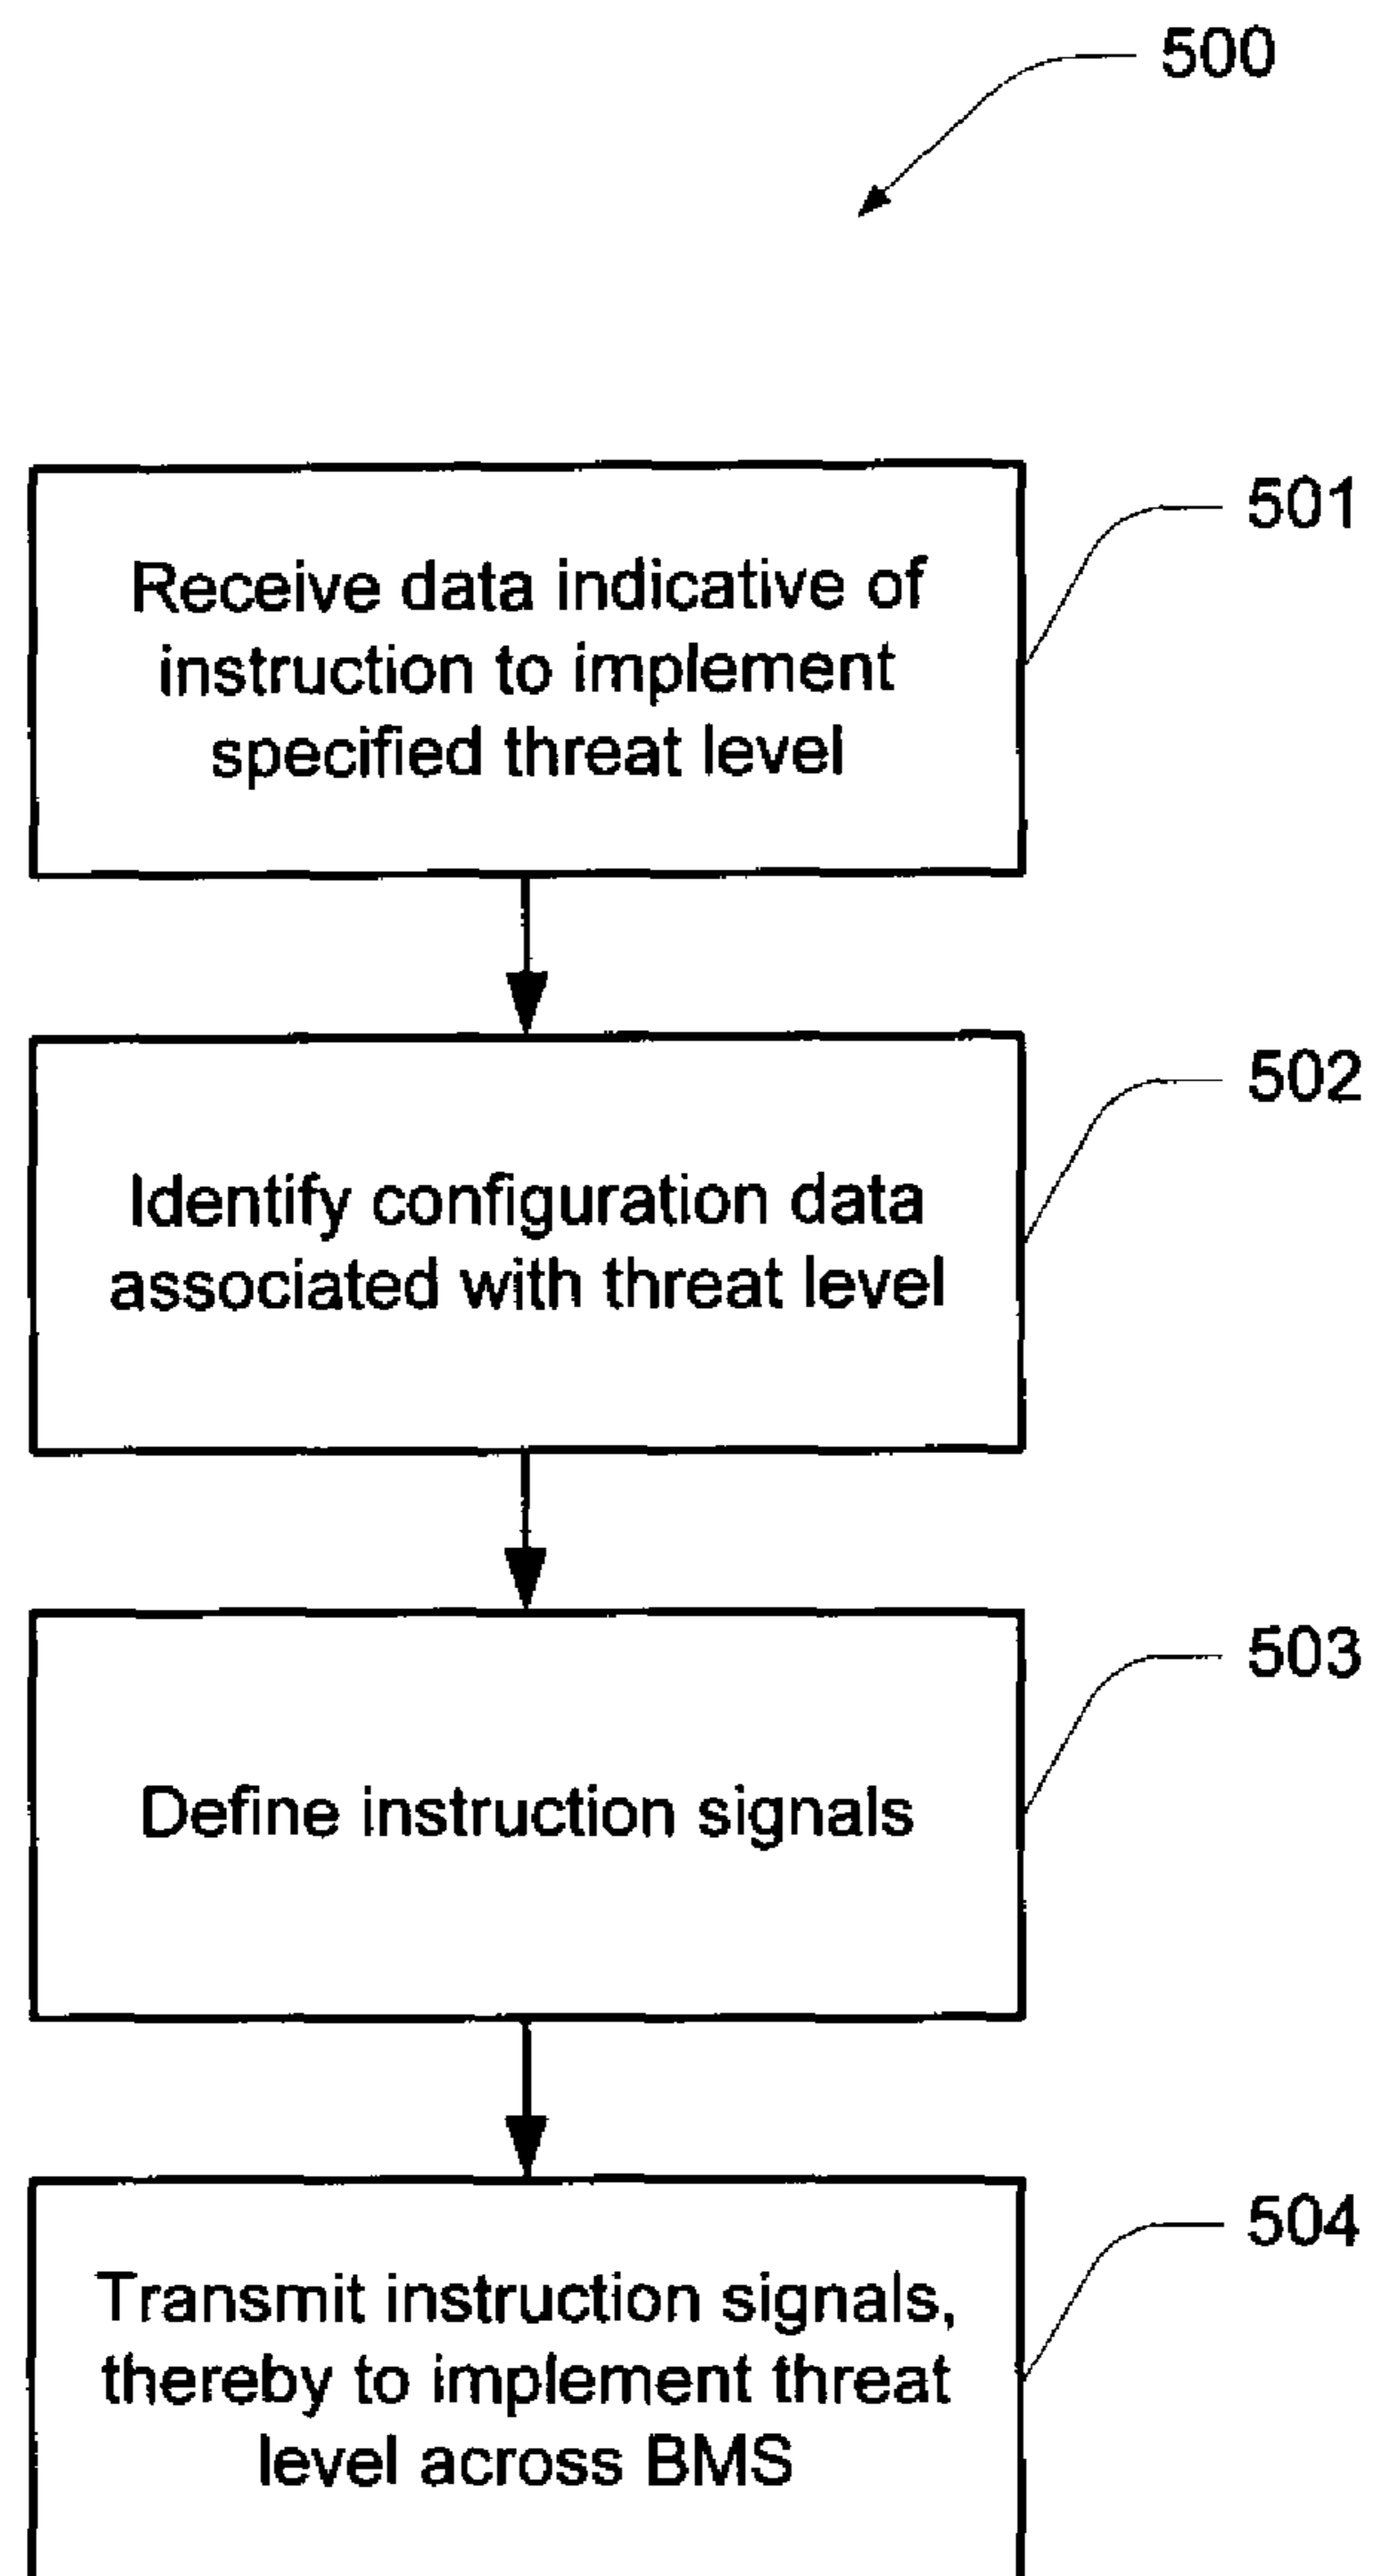 500
501
Receive data indicative of
instruction to implement
specified threat level
502
Identify configuration data
associated with threat level
503
Define instruction signals
504
Transmit instruction signals,
thereby to implement threat
level across BMS